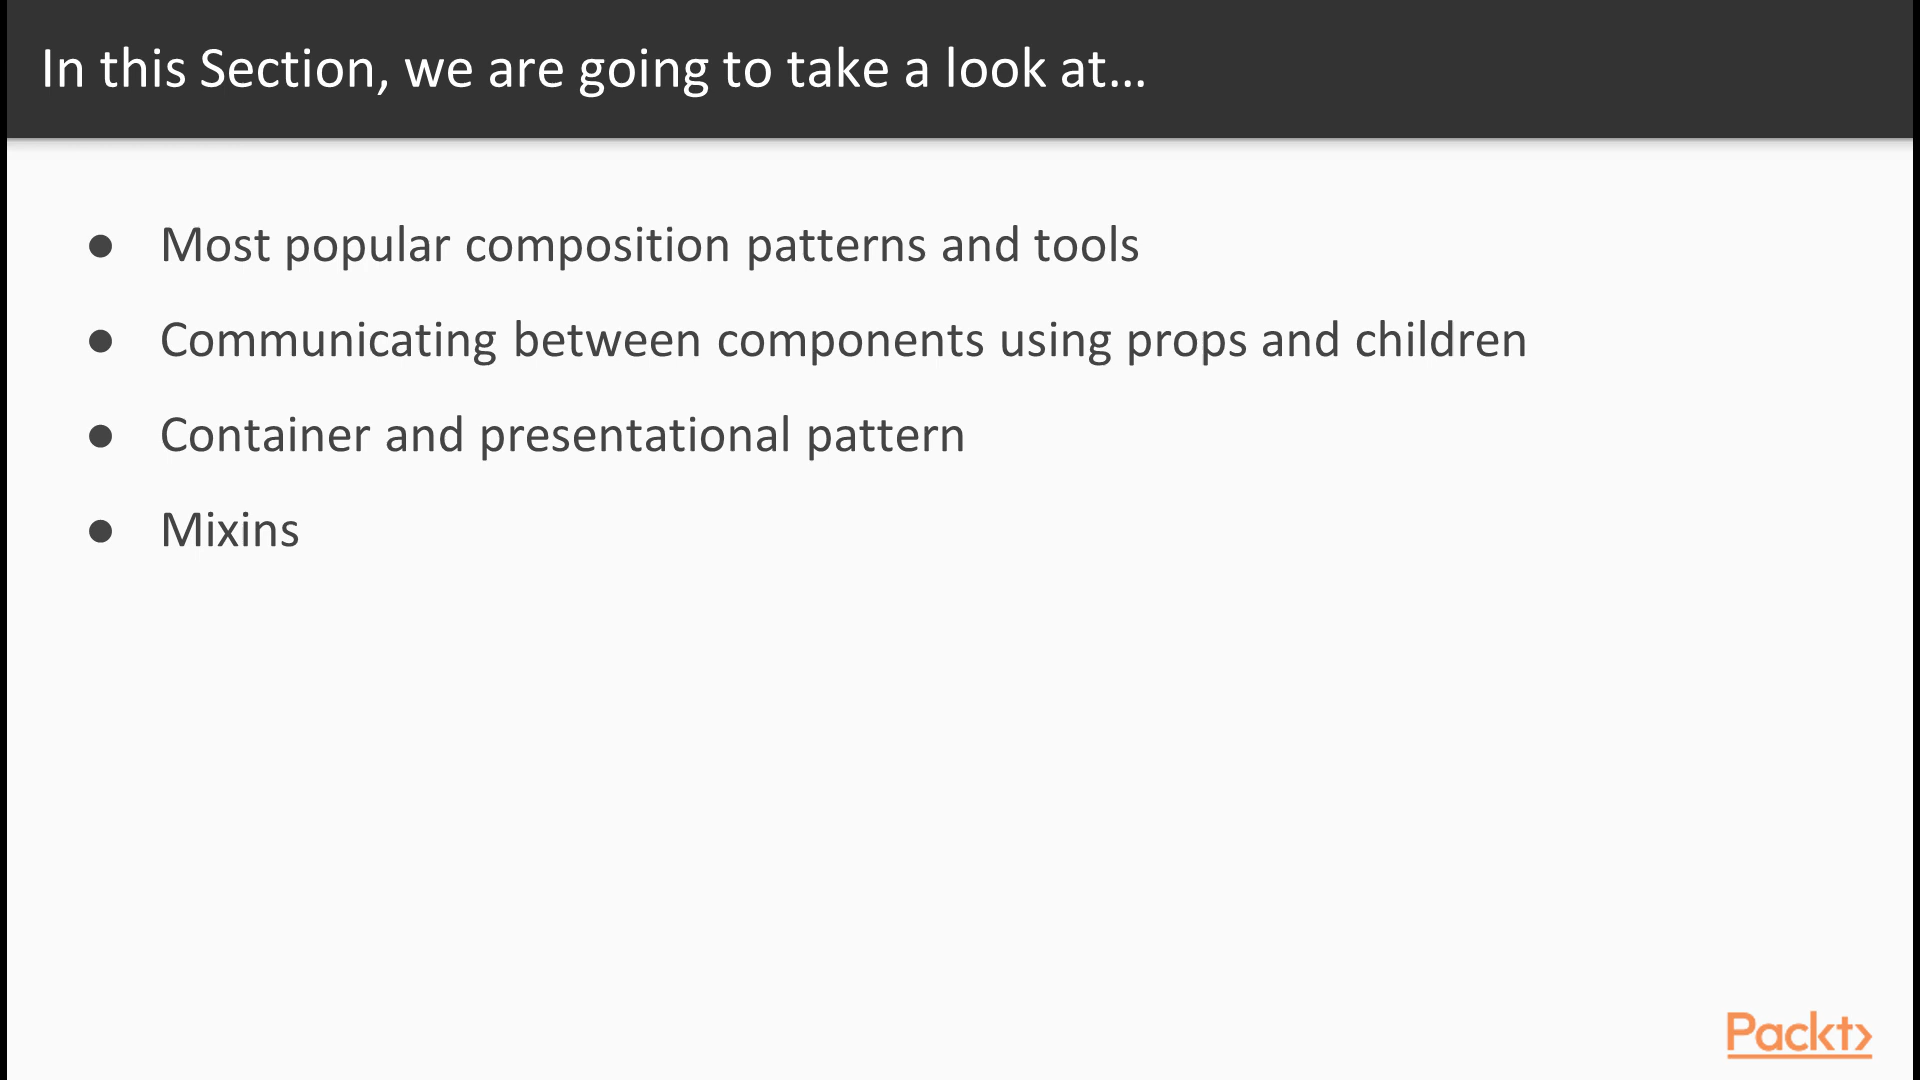 In this Section, we are going to take a look at...
● Most popular composition patterns and tools
● Communicating between components using props and children
● Container and presentational pattern
● Mixins
Packt>